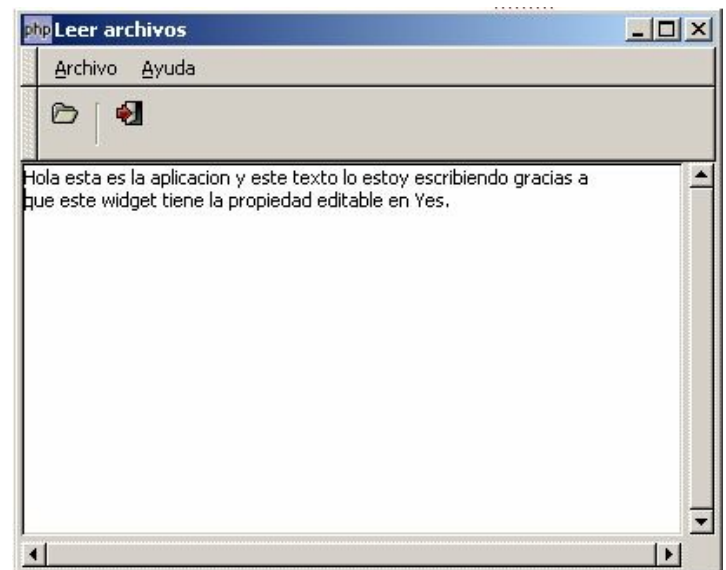 php Leer archivos
Archivo Ayuda
Hola esta es la aplicacion y este texto lo estoy escribiendo gracias a
que este widget tiene la propiedad editable en Yes.